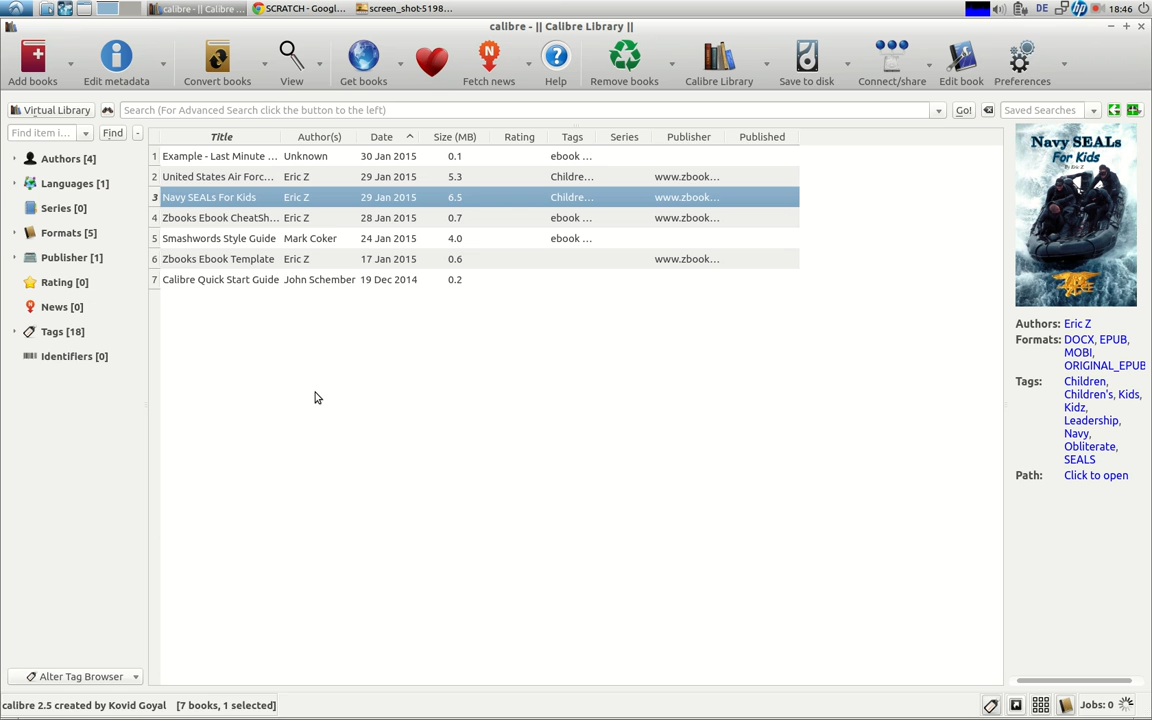 calibre - || Calibre ... SCRATCH - Googl... screen_shot-5198... DE 18:46
calibre - || Calibre Library ||
Add books Edit metadata Convert books View Get books Fetch news Help Remove books Calibre Library Save to disk Connect/share Edit book Preferences
Virtual Library Search (For Advanced Search click the button to the left) Go! Saved Searches
Find item i... Find -
Title Author(s) Date Size (MB) Rating Tags Series Publisher Published
1 Example - Last Minute ... Unknown 30 Jan 2015 0.1 ebook ...
2 United States Air Forc... Eric Z 29 Jan 2015 5.3 Childre... www.zbook...
3 Navy SEALs For Kids Eric Z 29 Jan 2015 6.5 Childre... www.zbook...
4 Zbooks Ebook CheatSh... Eric Z 28 Jan 2015 0.7 ebook ... www.zbook...
5 Smashwords Style Guide Mark Coker 24 Jan 2015 4.0 ebook ...
6 Zbooks Ebook Template Eric Z 17 Jan 2015 0.6 www.zbook...
7 Calibre Quick Start Guide John Schember 19 Dec 2014 0.2
Authors [4]
Languages [1]
Series [0]
Formats [5]
Publisher [1]
Rating [0]
News [0]
Tags [18]
Identifiers [0]
Alter Tag Browser
Navy SEALs
For Kids
By Eric Z
Authors: Eric Z
Formats: DOCX, EPUB,
MOBI,
ORIGINAL_EPUB
Tags: Children,
Children's, Kids,
Kidz,
Leadership,
Navy,
Obliterate,
SEALS
Path: Click to open
calibre 2.5 created by Kovid Goyal [7 books, 1 selected] Jobs: 0